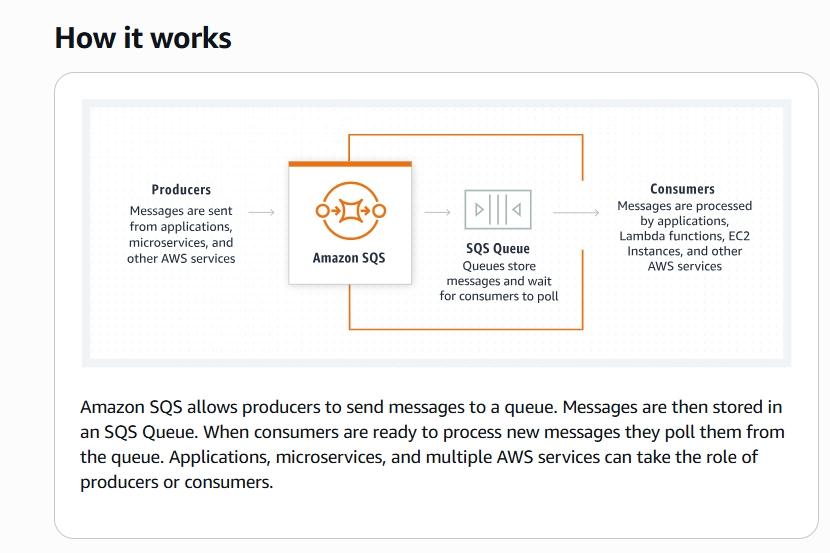 How it works
Producers
Messages are sent
from applications,
microservices, and
other AWS services
Amazon SQS
SQS Queue
Queues store
messages and wait
for consumers to poll
Consumers
Messages are processed
by applications,
Lambda functions, EC2
Instances, and other
AWS services
Amazon SQS allows producers to send messages to a queue. Messages are then stored in
an SQS Queue. When consumers are ready to process new messages they poll them from
the queue. Applications, microservices, and multiple AWS services can take the role of
producers or consumers.